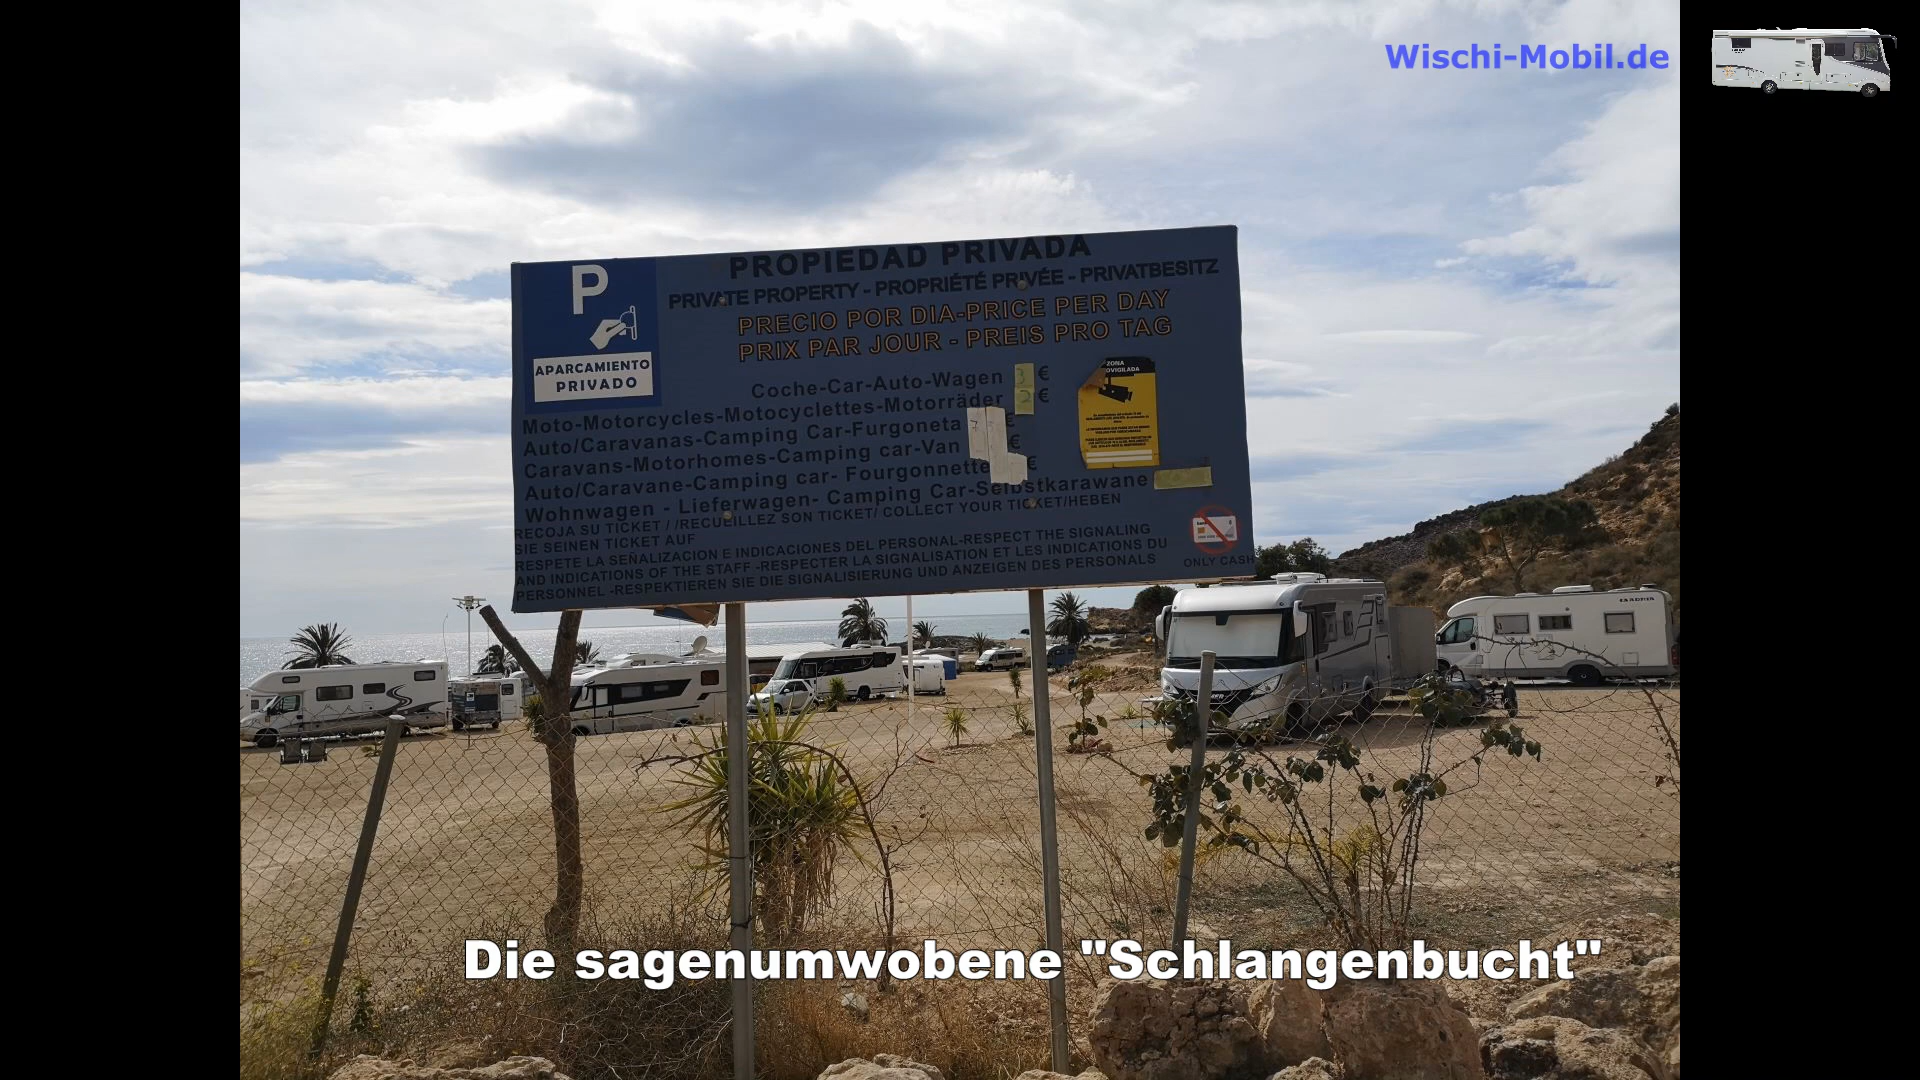 Wischi-Mobil.de
PROPIEDAD PRIVADA
PRIVATE PROPERTY - PROPRIÉTÉ PRIVÉE - PRIVATBESITZ
PRECIO POR DIA-PRICE PER DAY
PRIX PAR JOUR - PREIS PRO TAG
P
APARCAMIENTO
PRIVADO
Coche-Car-Auto-Wagen 3 €
Moto-Motorcycles-Motocyclettes-Motorräder 2 €
Auto/Caravanas-Camping Car-Furgoneta 7 €
Caravans-Motorhomes-Camping car-Van €
Auto/Caravane-Camping car- Fourgonnette €
Wohnwagen - Lieferwagen- Camping Car-Selbstkarawane
RECOJA SU TICKET / /RECUEILLEZ SON TICKET/ COLLECT YOUR TICKET/HEBEN
SIE SEINEN TICKET AUF
RESPETE LA SEÑALIZACION E INDICACIONES DEL PERSONAL-RESPECT THE SIGNALING
AND INDICATIONS OF THE STAFF -RESPECTER LA SIGNALISATION ET LES INDICATIONS DU
PERSONNEL -RESPEKTIEREN SIE DIE SIGNALISIERUNG UND ANZEIGEN DES PERSONALS
ZONA
ONLY CASH
Die sagenumwobene "Schlangenbucht"